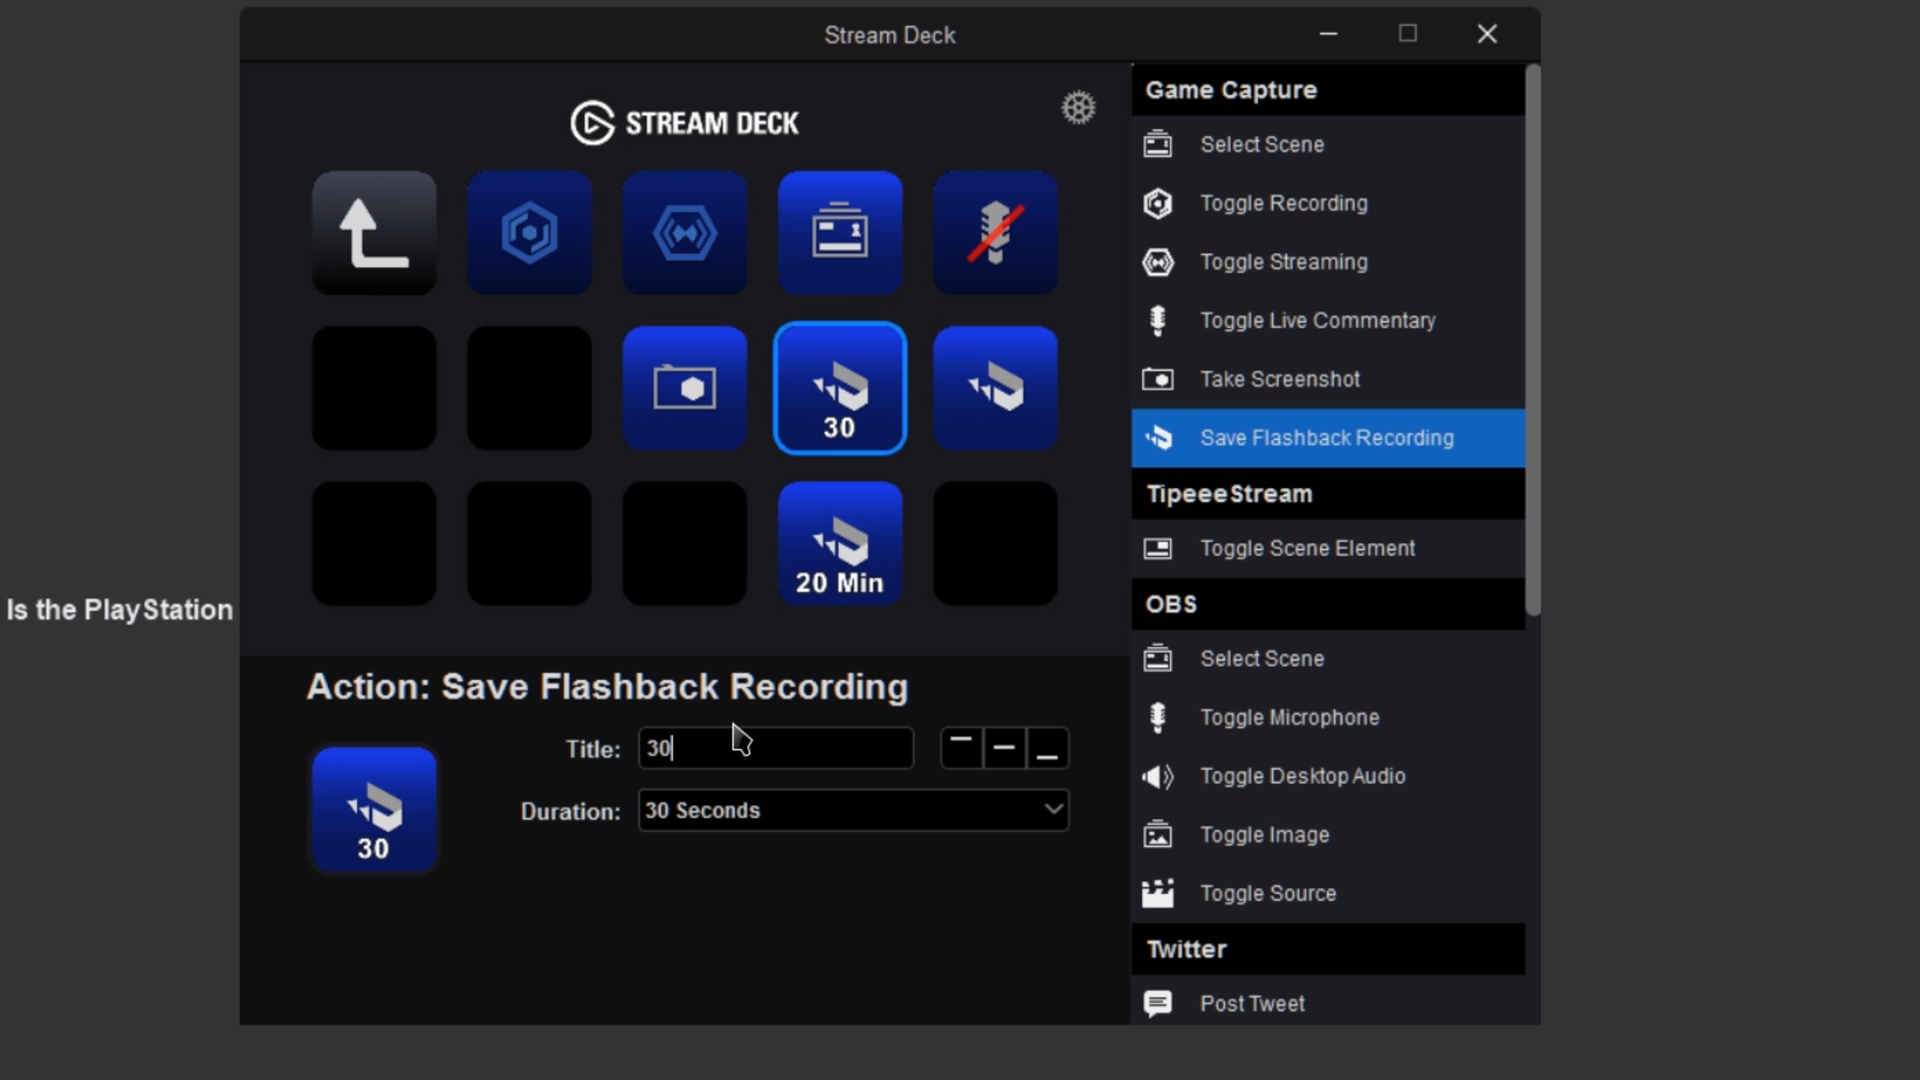 Stream Deck
STREAM DECK
30
20 Min
Is the PlayStation
Action: Save Flashback Recording
Title: 30
Duration: 30 Seconds
30
Game Capture
Select Scene
Toggle Recording
Toggle Streaming
Toggle Live Commentary
Take Screenshot
Save Flashback Recording
TipeeeStream
Toggle Scene Element
OBS
Select Scene
Toggle Microphone
Toggle Desktop Audio
Toggle Image
Toggle Source
Twitter
Post Tweet